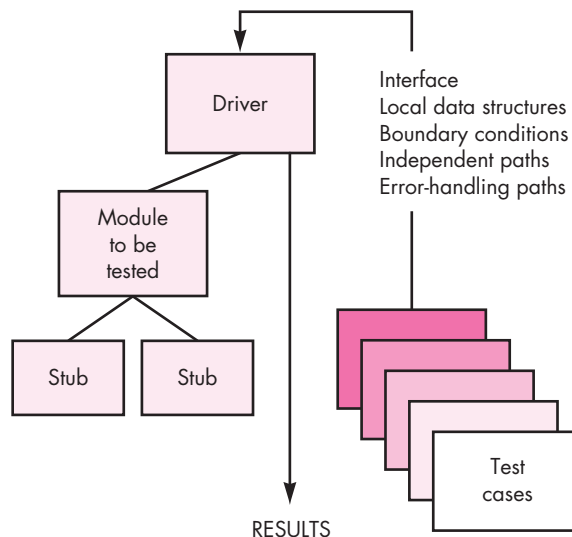 Driver
Interface
Local data structures
Boundary conditions
Independent paths
Error-handling paths
Module
to be
tested
Stub
Stub
Test
cases
RESULTS